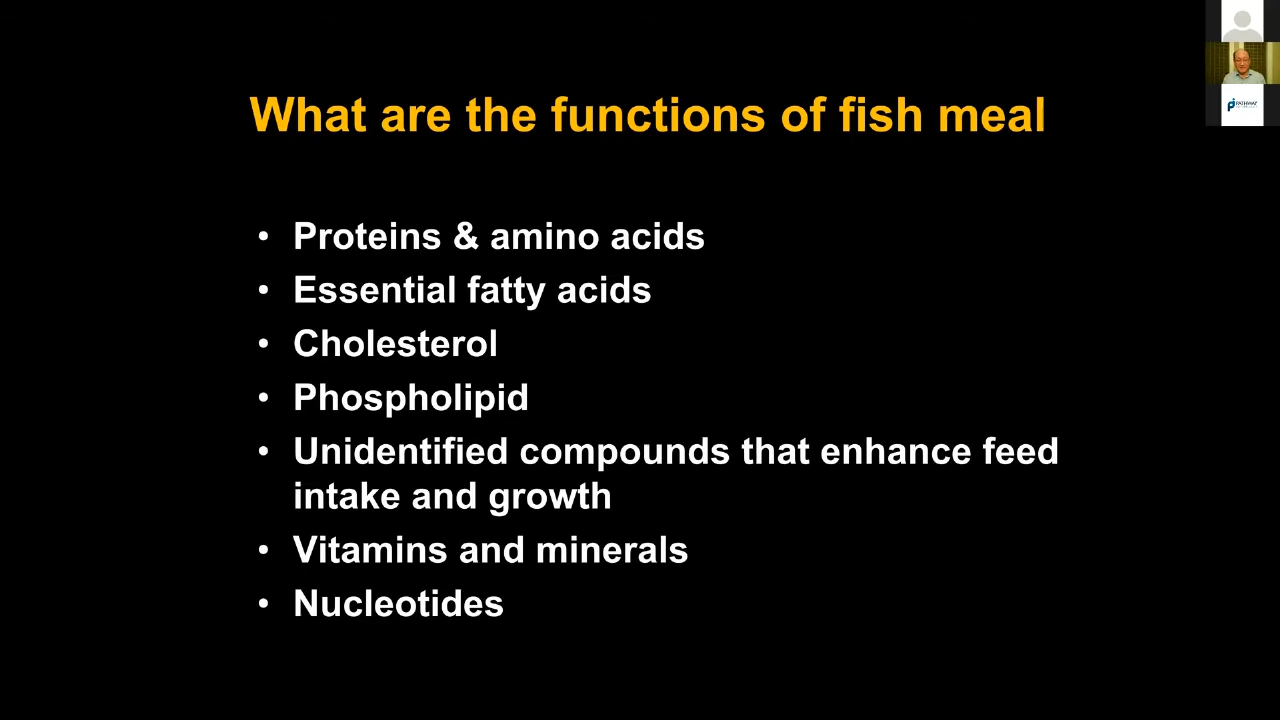 What are the functions of fish meal
• Proteins & amino acids
• Essential fatty acids
• Cholesterol
• Phospholipid
• Unidentified compounds that enhance feed
intake and growth
• Vitamins and minerals
• Nucleotides
PATHWAY